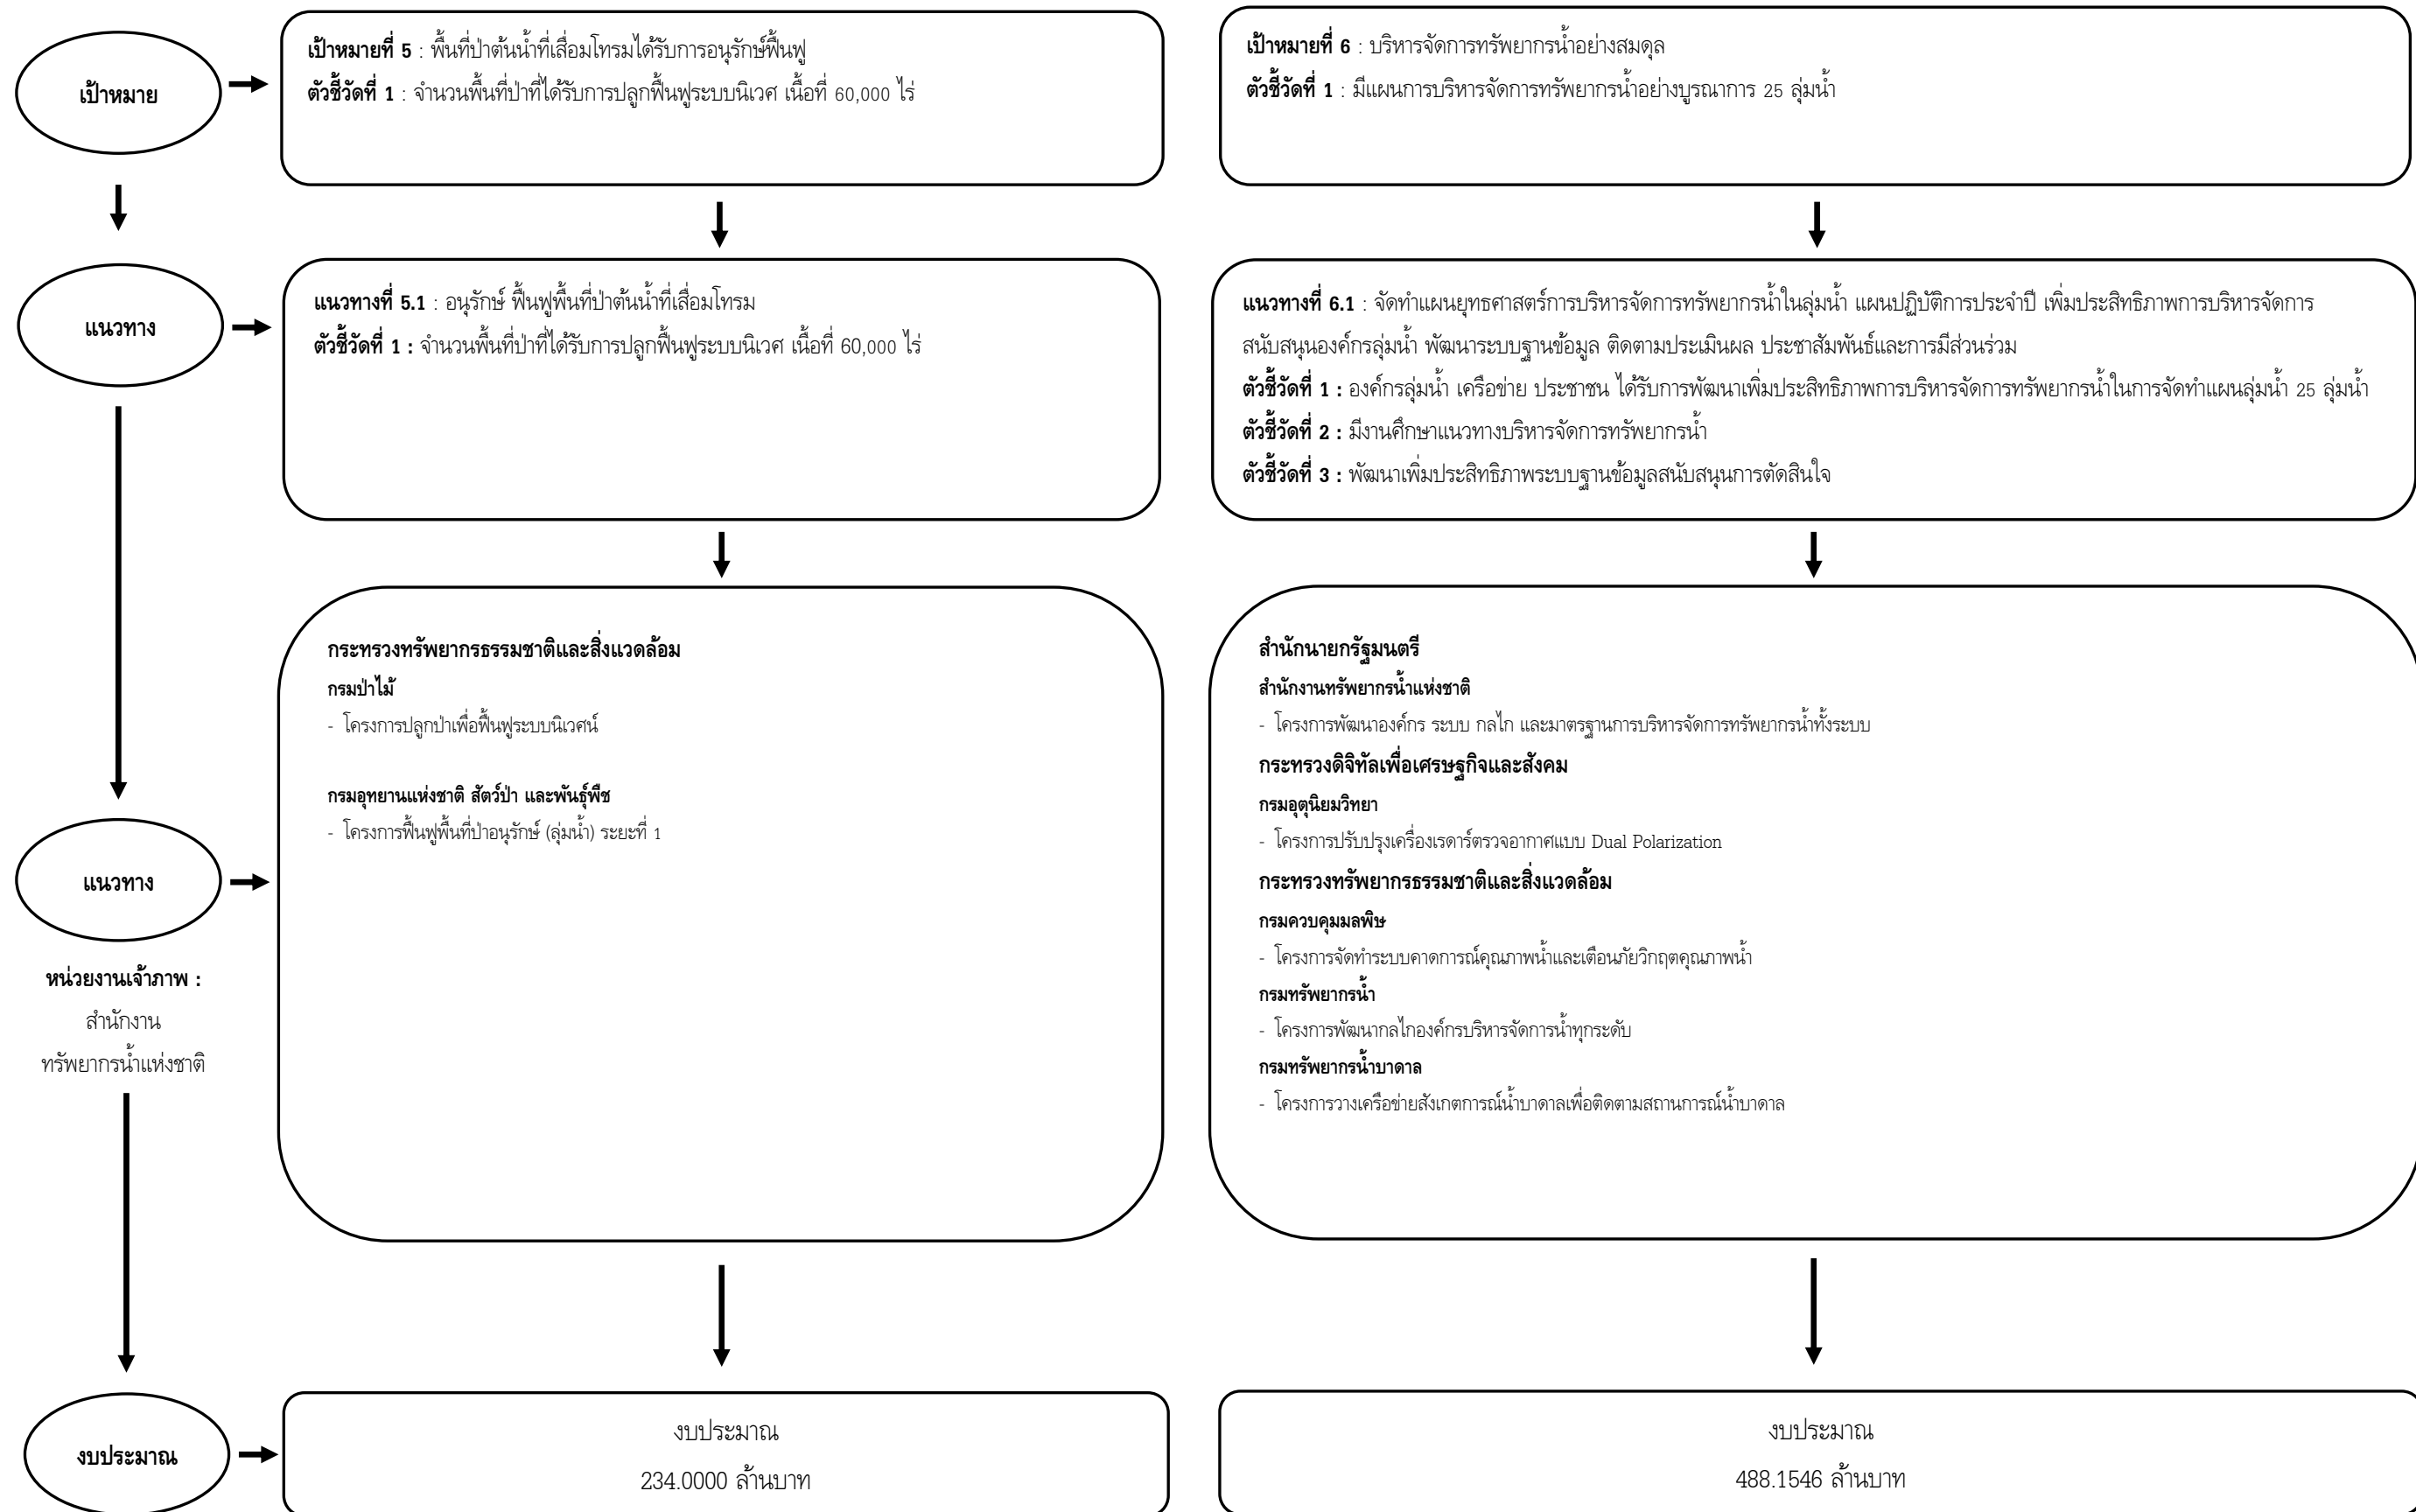 เป้าหมาย
เป้าหมายที่ 5 : พื้นที่ป่าต้นน้ำที่เสื่อมโทรมได้รับการอนุรักษ์ฟื้นฟู
ตัวชี้วัดที่ 1 : จำนวนพื้นที่ป่าที่ได้รับการปลูกฟื้นฟูระบบนิเวศ เนื้อที่ 60,000 ไร่
เป้าหมายที่ 6 : บริหารจัดการทรัพยากรน้ำอย่างสมดุล
ตัวชี้วัดที่ 1 : มีแผนการบริหารจัดการทรัพยากรน้ำอย่างบูรณาการ 25 ลุ่มน้ำ
แนวทาง
แนวทางที่ 5.1 : อนุรักษ์ ฟื้นฟูพื้นที่ป่าต้นน้ำที่เสื่อมโทรม
ตัวชี้วัดที่ 1 : จำนวนพื้นที่ป่าที่ได้รับการปลูกฟื้นฟูระบบนิเวศ เนื้อที่ 60,000 ไร่
แนวทางที่ 6.1 : จัดทำแผนยุทธศาสตร์การบริหารจัดการทรัพยากรน้ำในลุ่มน้ำ แผนปฏิบัติการประจำปี เพิ่มประสิทธิภาพการบริหารจัดการ
สนับสนุนองค์กรลุ่มน้ำ พัฒนาระบบฐานข้อมูล ติดตามประเมินผล ประชาสัมพันธ์และการมีส่วนร่วม
ตัวชี้วัดที่ 1 : องค์กรลุ่มน้ำ เครือข่าย ประชาชน ได้รับการพัฒนาเพิ่มประสิทธิภาพการบริหารจัดการทรัพยากรน้ำในการจัดทำแผนลุ่มน้ำ 25 ลุ่มน้ำ
ตัวชี้วัดที่ 2 : มีงานศึกษาแนวทางบริหารจัดการทรัพยากรน้ำ
ตัวชี้วัดที่ 3 : พัฒนาเพิ่มประสิทธิภาพระบบฐานข้อมูลสนับสนุนการตัดสินใจ
แนวทาง
หน่วยงานเจ้าภาพ :
สำนักงาน
ทรัพยากรน้ำแห่งชาติ
กระทรวงทรัพยากรธรรมชาติและสิ่งแวดล้อม
กรมป่าไม้
- โครงการปลูกป่าเพื่อฟื้นฟูระบบนิเวศน์
กรมอุทยานแห่งชาติ สัตว์ป่า และพันธุ์พืช
- โครงการฟื้นฟูพื้นที่ป่าอนุรักษ์ (ลุ่มน้ำ) ระยะที่ 1
สำนักนายกรัฐมนตรี
สำนักงานทรัพยากรน้ำแห่งชาติ
- โครงการพัฒนาองค์กร ระบบ กลไก และมาตรฐานการบริหารจัดการทรัพยากรน้ำทั้งระบบ
กระทรวงดิจิทัลเพื่อเศรษฐกิจและสังคม
กรมอุตุนิยมวิทยา
- โครงการปรับปรุงเครื่องเรดาร์ตรวจอากาศแบบ Dual Polarization
กระทรวงทรัพยากรธรรมชาติและสิ่งแวดล้อม
กรมควบคุมมลพิษ
- โครงการจัดทำระบบคาดการณ์คุณภาพน้ำและเตือนภัยวิกฤตคุณภาพน้ำ
กรมทรัพยากรน้ำ
- โครงการพัฒนากลไกองค์กรบริหารจัดการน้ำทุกระดับ
กรมทรัพยากรน้ำบาดาล
- โครงการวางเครือข่ายสังเกตการณ์น้ำบาดาลเพื่อติดตามสถานการณ์น้ำบาดาล
งบประมาณ
งบประมาณ
234.0000 ล้านบาท
งบประมาณ
488.1546 ล้านบาท